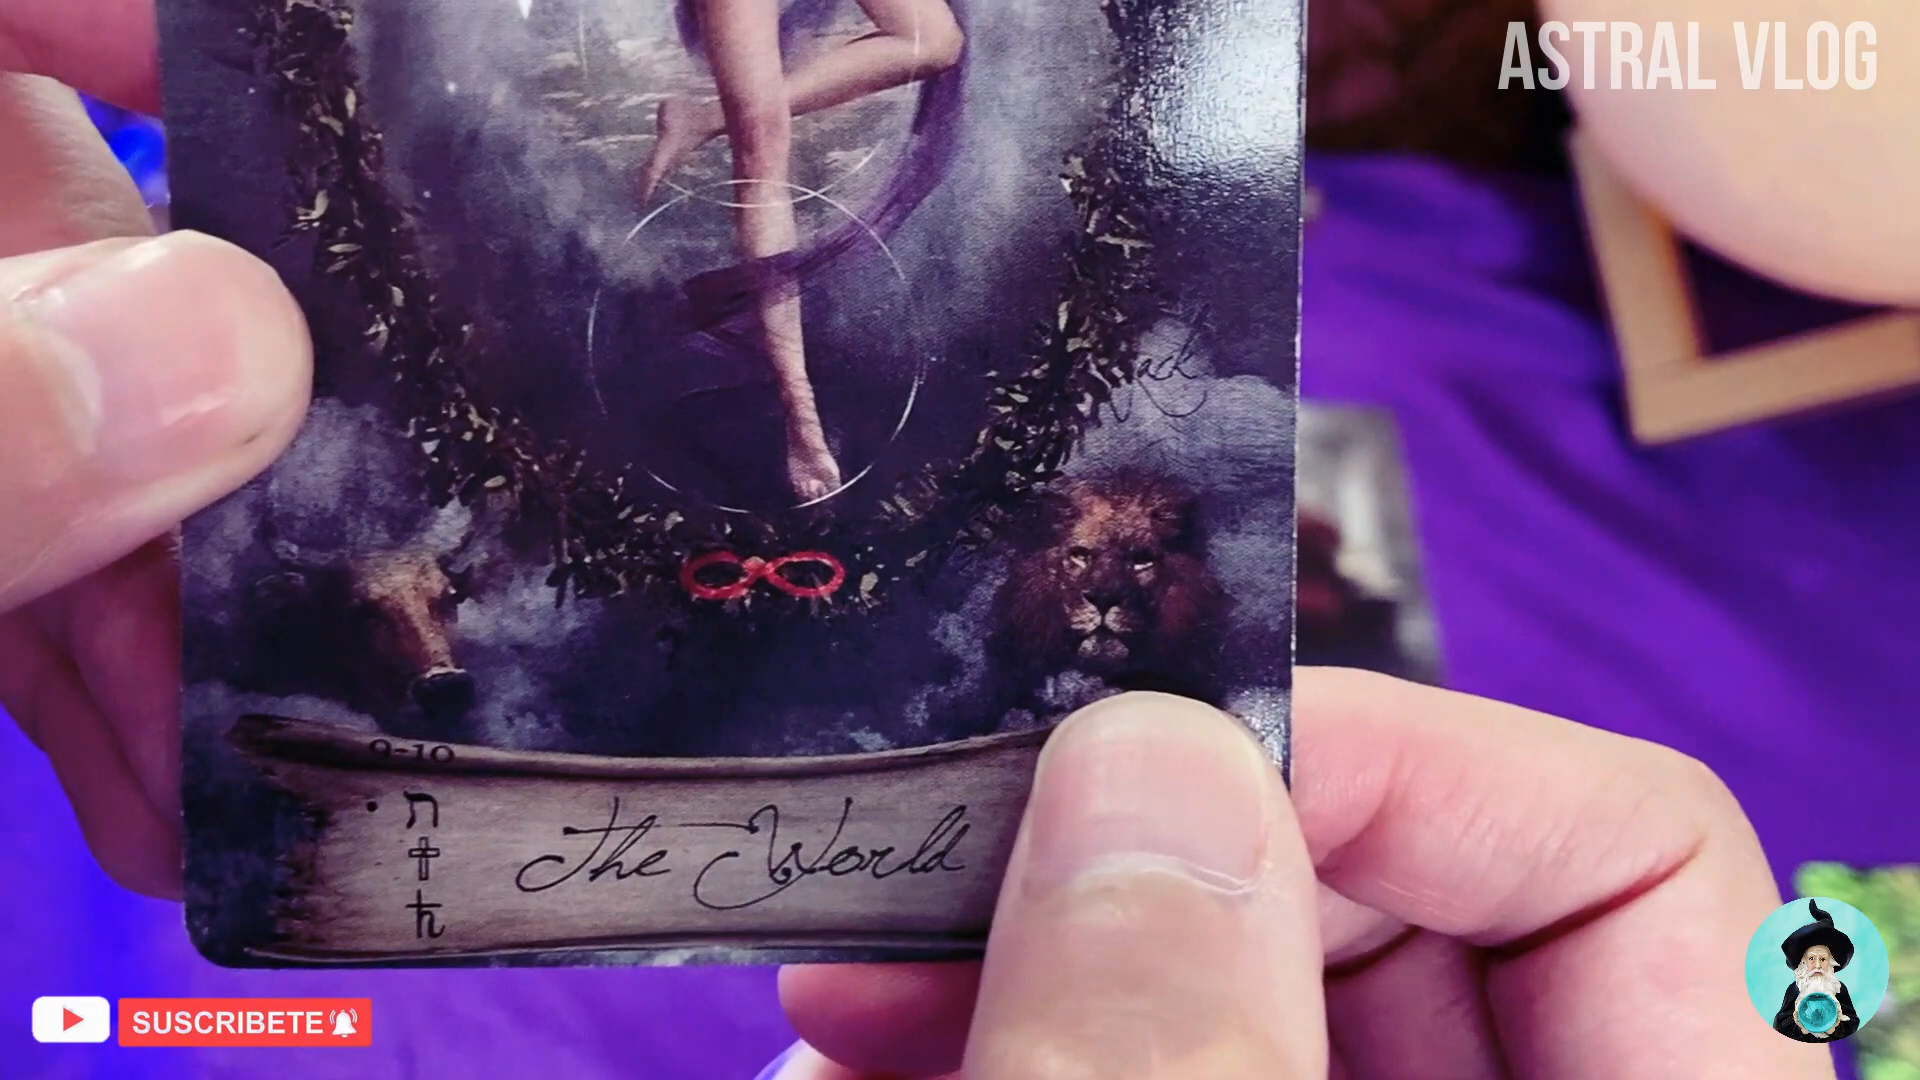 ASTRAL VLOG
9-10
ת
The World
♄
SUSCRIBETE